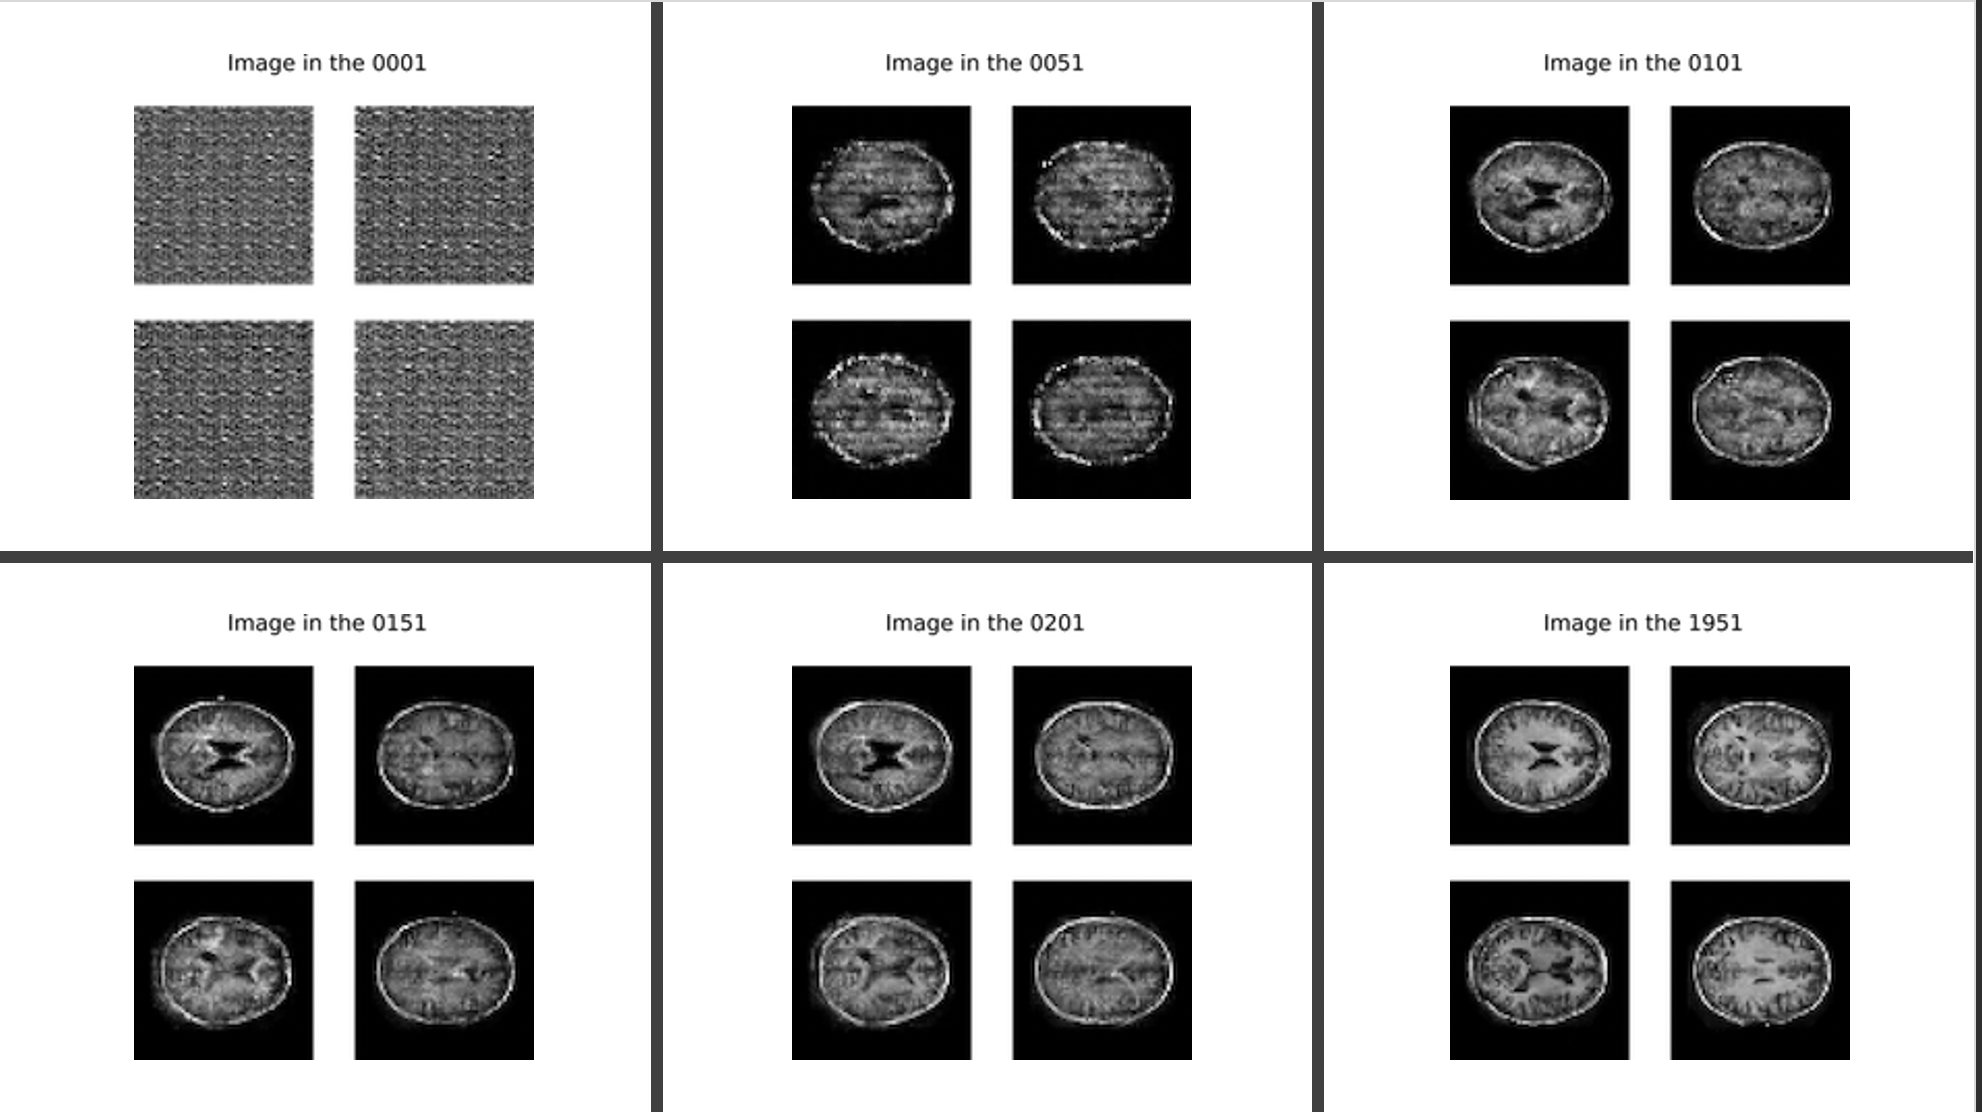 Image in the 0001
Image in the 0051
Image in the 0101
Image in the 0151
Image in the 0201
Image in the 1951